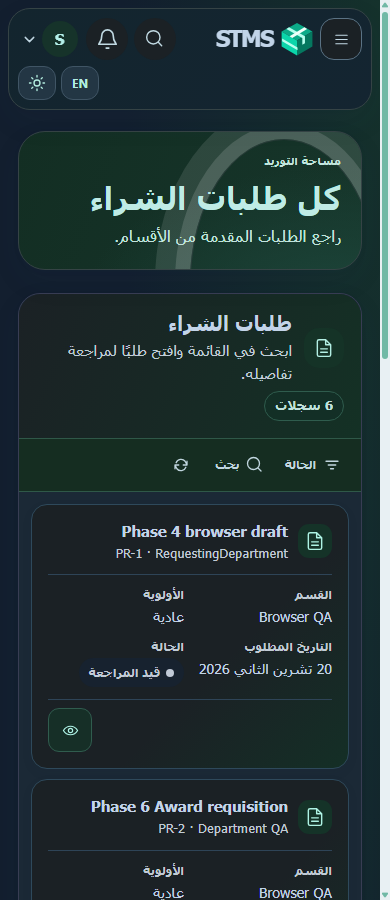 STMS
S
EN
مساحة التوريد
كل طلبات الشراء
راجع الطلبات المقدمة من الأقسام.
طلبات الشراء
ابحث في القائمة وافتح طلبًا لمراجعة
تفاصيله.
6 سجلات
الحالة بحث
Phase 4 browser draft
PR-1 · RequestingDepartment
القسم الأولوية
Browser QA عادية
التاريخ المطلوب الحالة
20 تشرين الثاني 2026 قيد المراجعة
Phase 6 Award requisition
PR-2 · Department QA
القسم الأولوية
Browser QA عادية